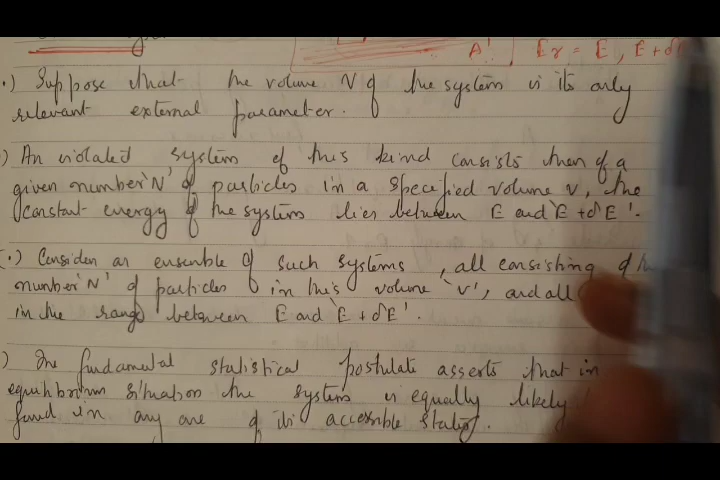 A' Er = E, E + δE
.) Suppose that the volume V of the system is its only
relevant external parameter.
) An isolated system of this kind consists then of a
given number 'N' of particles in a specified volume v, the
constant energy of the system lies between E and 'E + δE'.
.) Consider an ensemble of such systems, all consisting of
number 'N' of particles in this volume 'v', and all
in the range between E and 'E + δE'.
) The fundamental statistical postulate asserts that in
equilibrium situation the system is equally likely
found in any one of its accessible states.